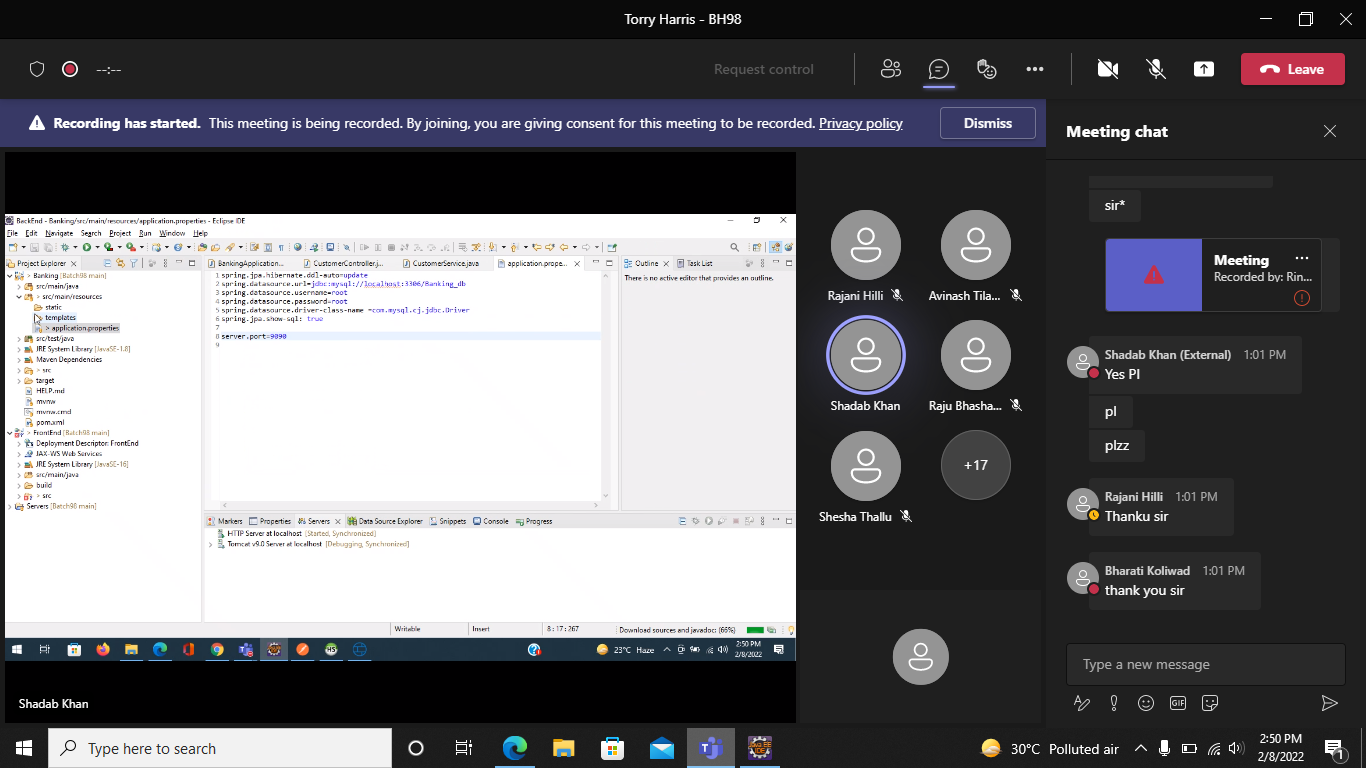 Torry Harris - BH98
--:--
Request control
Leave
Recording has started. This meeting is being recorded. By joining, you are giving consent for this meeting to be recorded. Privacy policy
Dismiss
BackEnd - Banking/src/main/resources/application.properties - Eclipse IDE
File Edit Navigate Search Project Run Window Help
Project Explorer
Banking [Batch98 main]
src/main/java
> src/main/resources
static
templates
> application.properties
src/test/java
JRE System Library [JavaSE-1.8]
Maven Dependencies
> src
target
HELP.md
mvnw
mvnw.cmd
pom.xml
> FrontEnd [Batch98 main]
Deployment Descriptor: FrontEnd
JAX-WS Web Services
JRE System Library [JavaSE-16]
src/main/java
build
> src
Servers [Batch98 main]
BankingApplication... CustomerController.j... CustomerService.java application.prope...
1 spring.jpa.hibernate.ddl-auto=update
2 spring.datasource.url=jdbc:mysql://localhost:3306/Banking_db
3 spring.datasource.username=root
4 spring.datasource.password=root
5 spring.datasource.driver-class-name =com.mysql.cj.jdbc.Driver
6 spring.jpa.show-sql: true
7
8 server.port=9090
9
Outline Task List
There is no active editor that provides an outline.
Markers Properties Servers Data Source Explorer Snippets Console Progress
HTTP Server at localhost [Started, Synchronized]
Tomcat v9.0 Server at localhost [Debugging, Synchronized]
Writable Insert 8 : 17 : 267 Download sources and javadoc: (66%)
23°C Haze
2:50 PM
2/8/2022
Shadab Khan
Rajani Hilli
Avinash Tila...
Shadab Khan
Raju Bhasha...
Shesha Thallu
+17
Meeting chat
sir*
Meeting
Recorded by: Rin...
Shadab Khan (External) 1:01 PM
Yes Pl
pl
plzz
Rajani Hilli 1:01 PM
Thanku sir
Bharati Koliwad 1:01 PM
thank you sir
Type a new message
GIF
Type here to search
30°C Polluted air
2:50 PM
2/8/2022
1